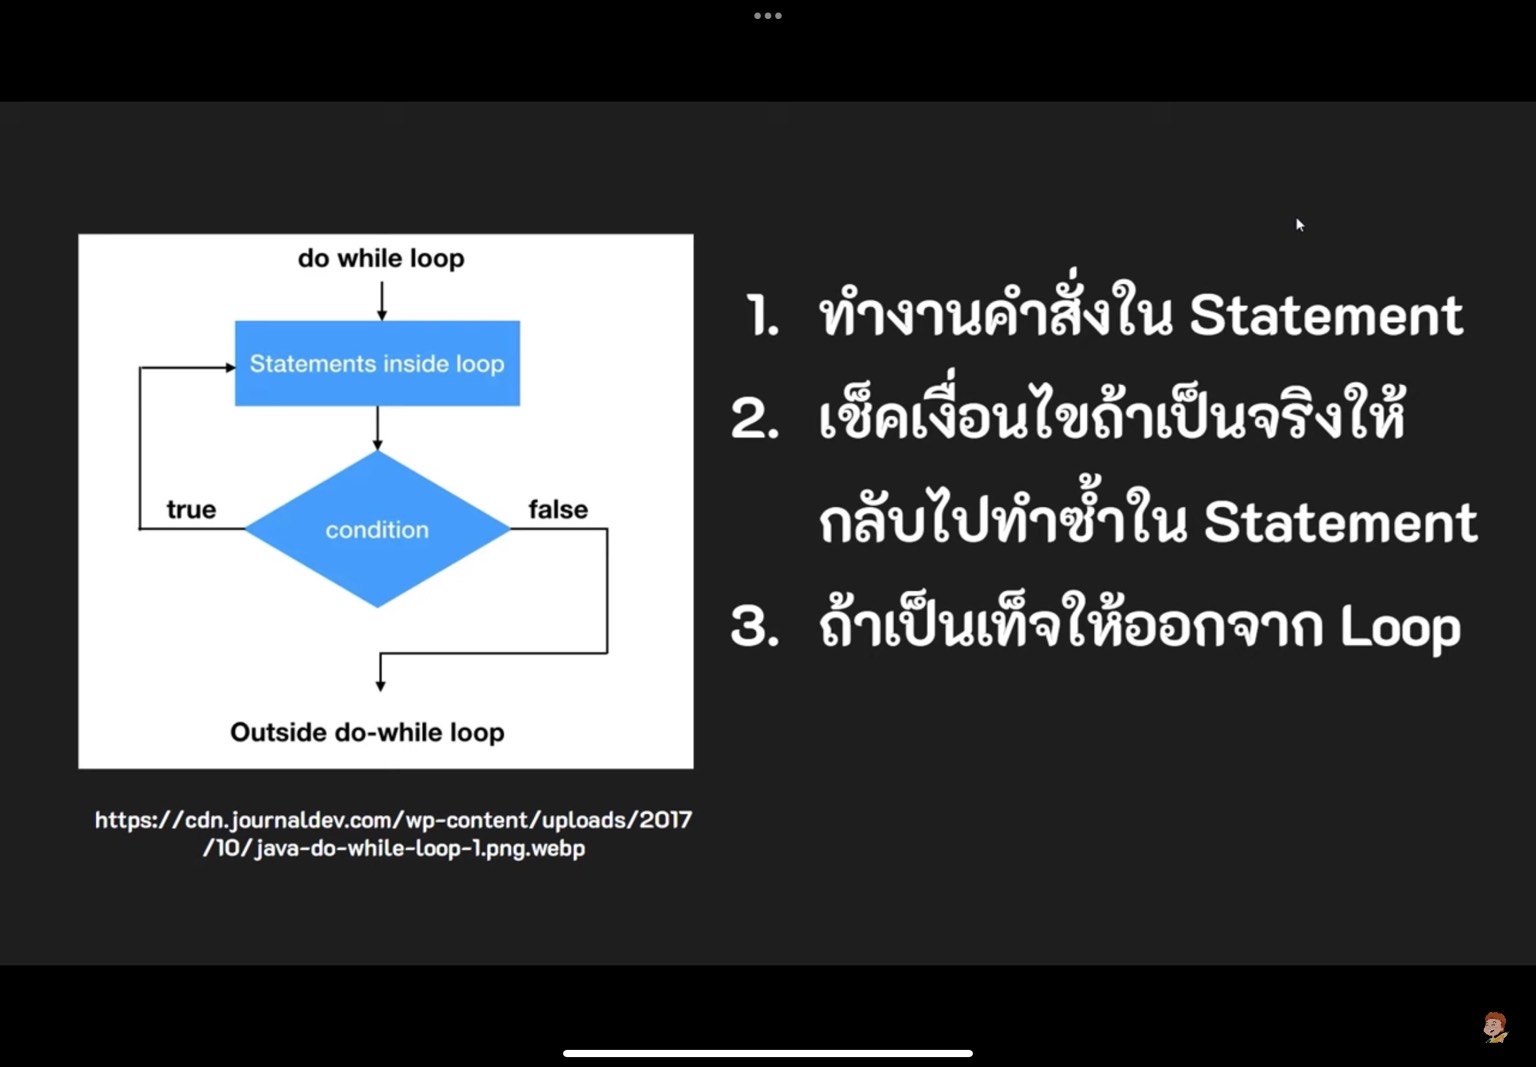 do while loop
Statements inside loop
true
false
condition
Outside do-while loop
https://cdn.journaldev.com/wp-content/uploads/2017
/10/java-do-while-loop-1.png.webp
1. ทำงานคำสั่งใน Statement
2. เช็คเงื่อนไขถ้าเป็นจริงให้
กลับไปทำซ้ำใน Statement
3. ถ้าเป็นเท็จให้ออกจาก Loop